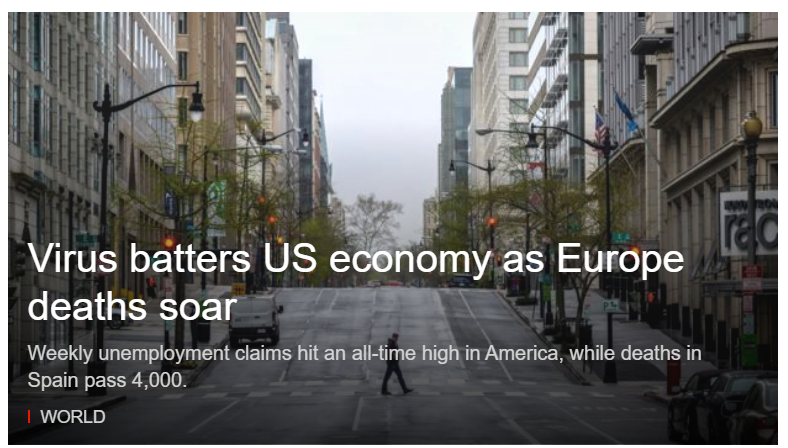 Virus batters US economy as Europe
deaths soar
Weekly unemployment claims hit an all-time high in America, while deaths in
Spain pass 4,000.
WORLD